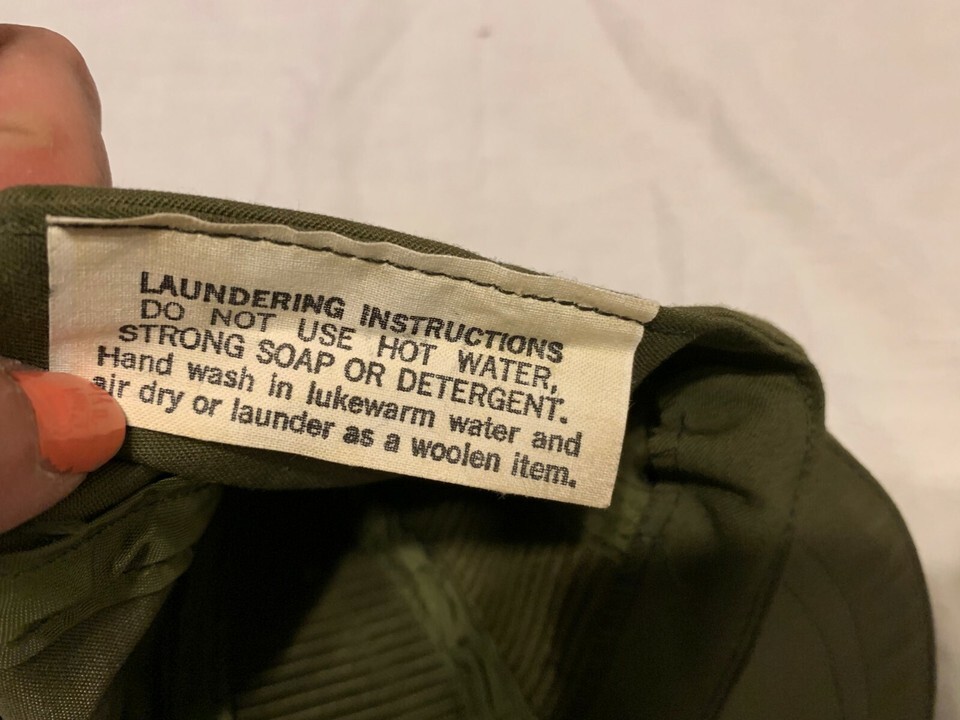 LAUNDERING INSTRUCTIONS
DO NOT USE HOT WATER,
STRONG SOAP OR DETERGENT.
Hand wash in lukewarm water and
air dry or launder as a woolen item.